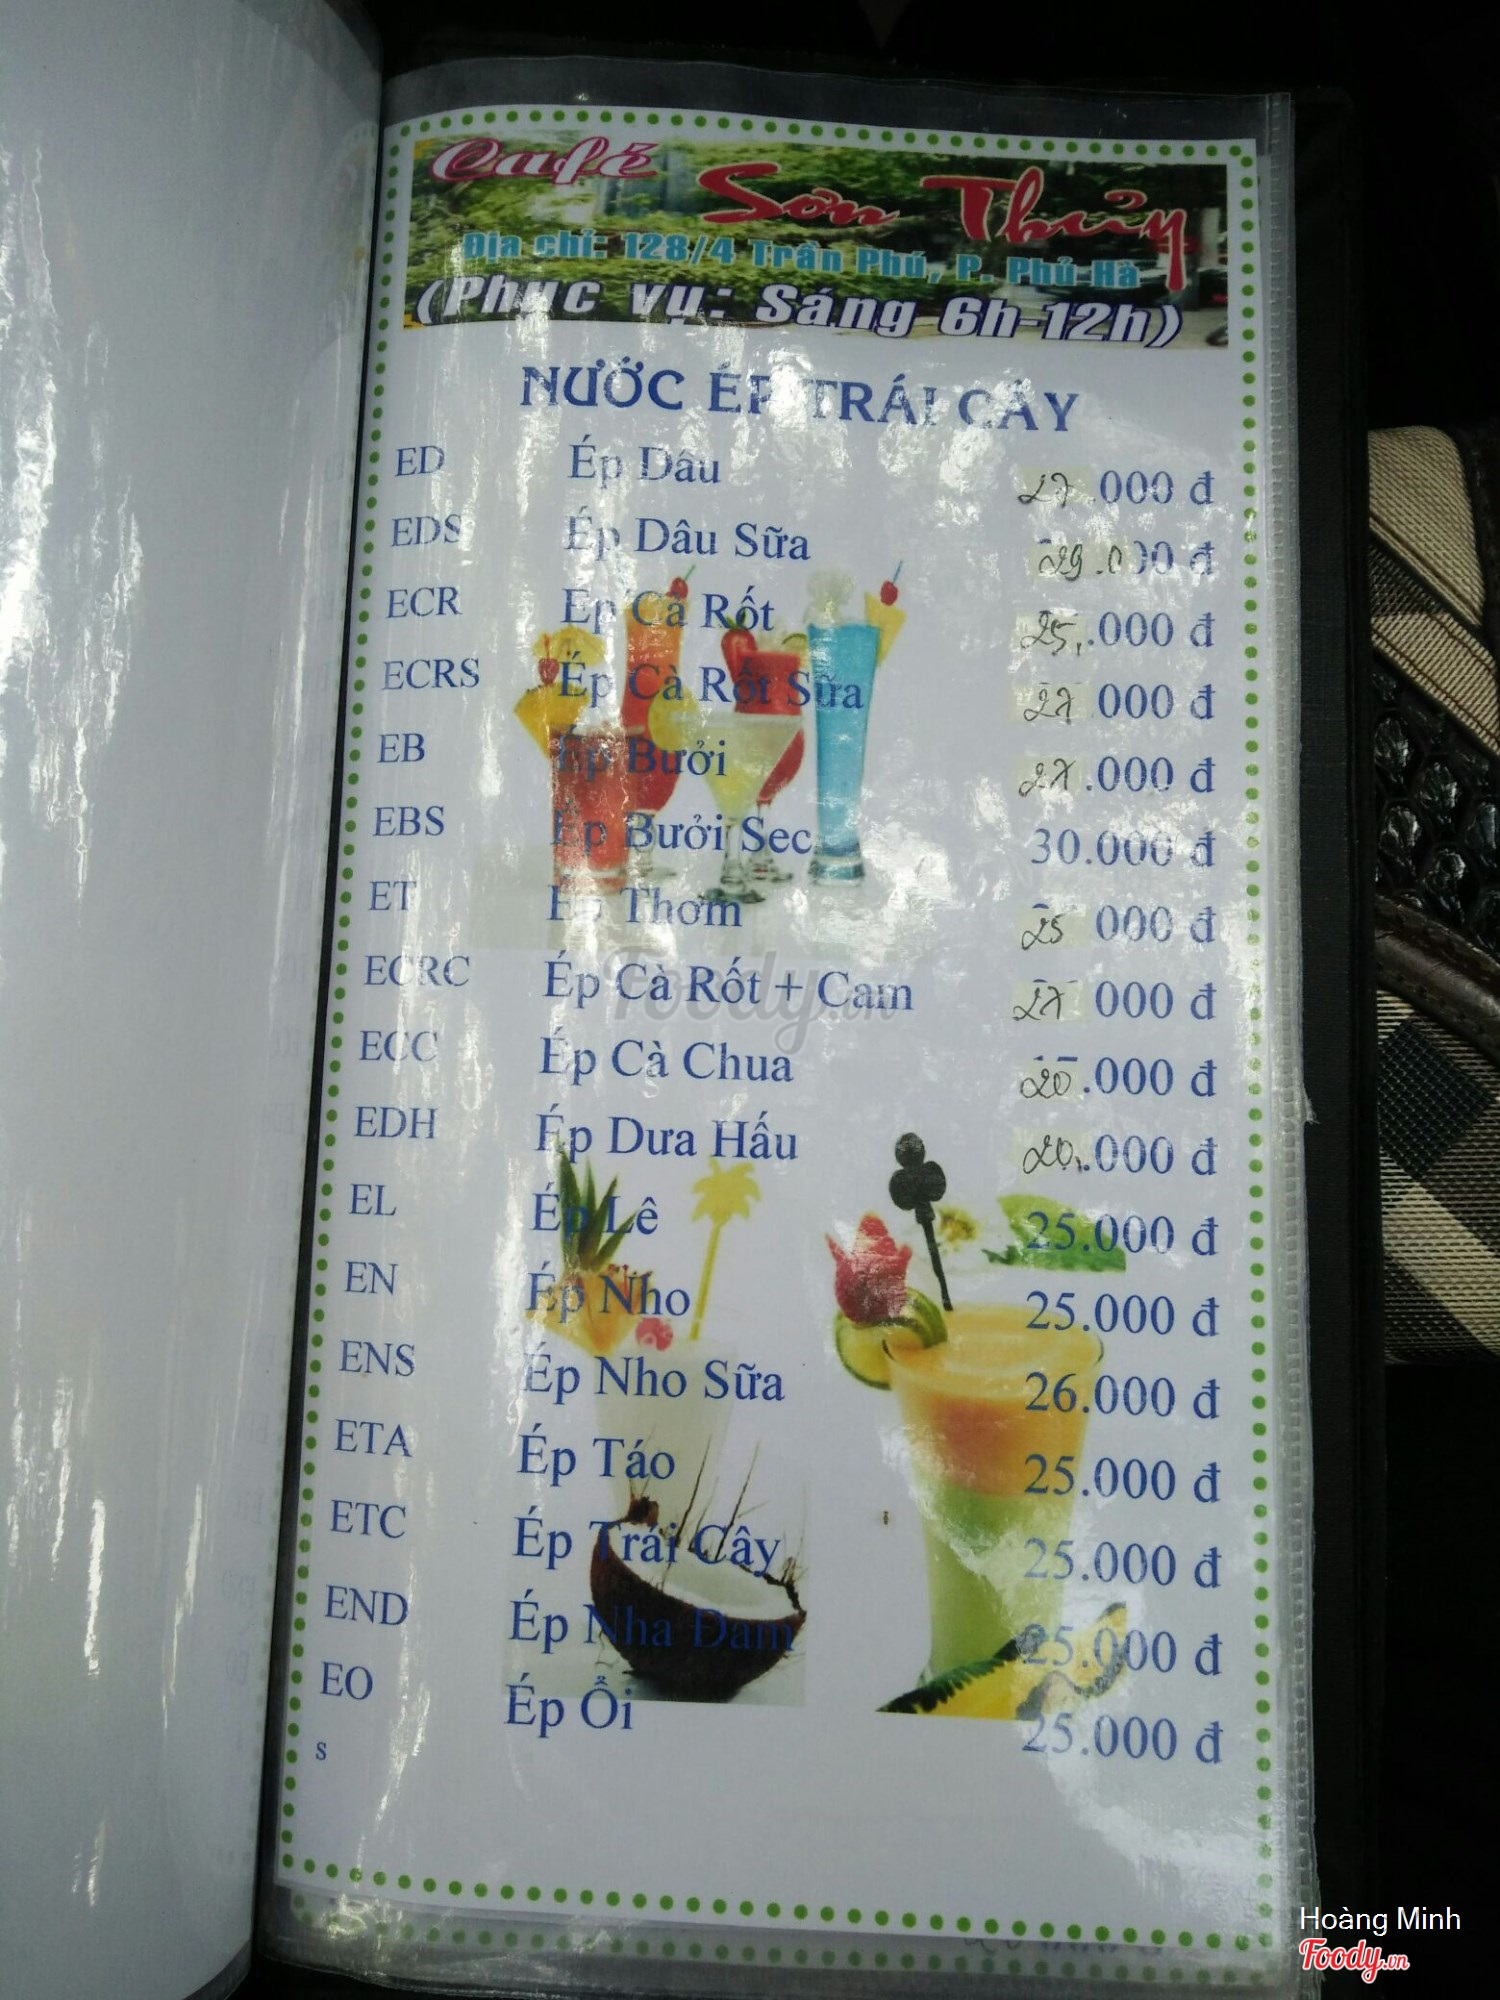 Café Sơn Thủy
Địa chỉ: 128/4 Trần Phú, P. Phủ Hà
(Phục vụ: Sáng 6h-12h)
NƯỚC ÉP TRÁI CÂY
ED Ép Dâu 27.000 đ
EDS Ép Dâu Sữa 29.000 đ
ECR Ép Cà Rốt 25,.000 đ
ECRS Ép Cà Rốt Sữa 27 000 đ
EB Ép Bưởi 27.000 đ
EBS Ép Bưởi Sec 30.000 đ
ET Ép Thơm 25 000 đ
ECRC Ép Cà Rốt + Cam 27 000 đ
ECC Ép Cà Chua 20.000 đ
EDH Ép Dưa Hấu 20,.000 đ
EL Ép Lê 25.000 đ
EN Ép Nho 25.000 đ
ENS Ép Nho Sữa 26.000 đ
ETA Ép Táo 25.000 đ
ETC Ép Trái Cây 25.000 đ
END Ép Nha Đam 25.000 đ
EO Ép Ổi 25.000 đ
S
Foody.vn
Hoàng Minh
Foody.vn